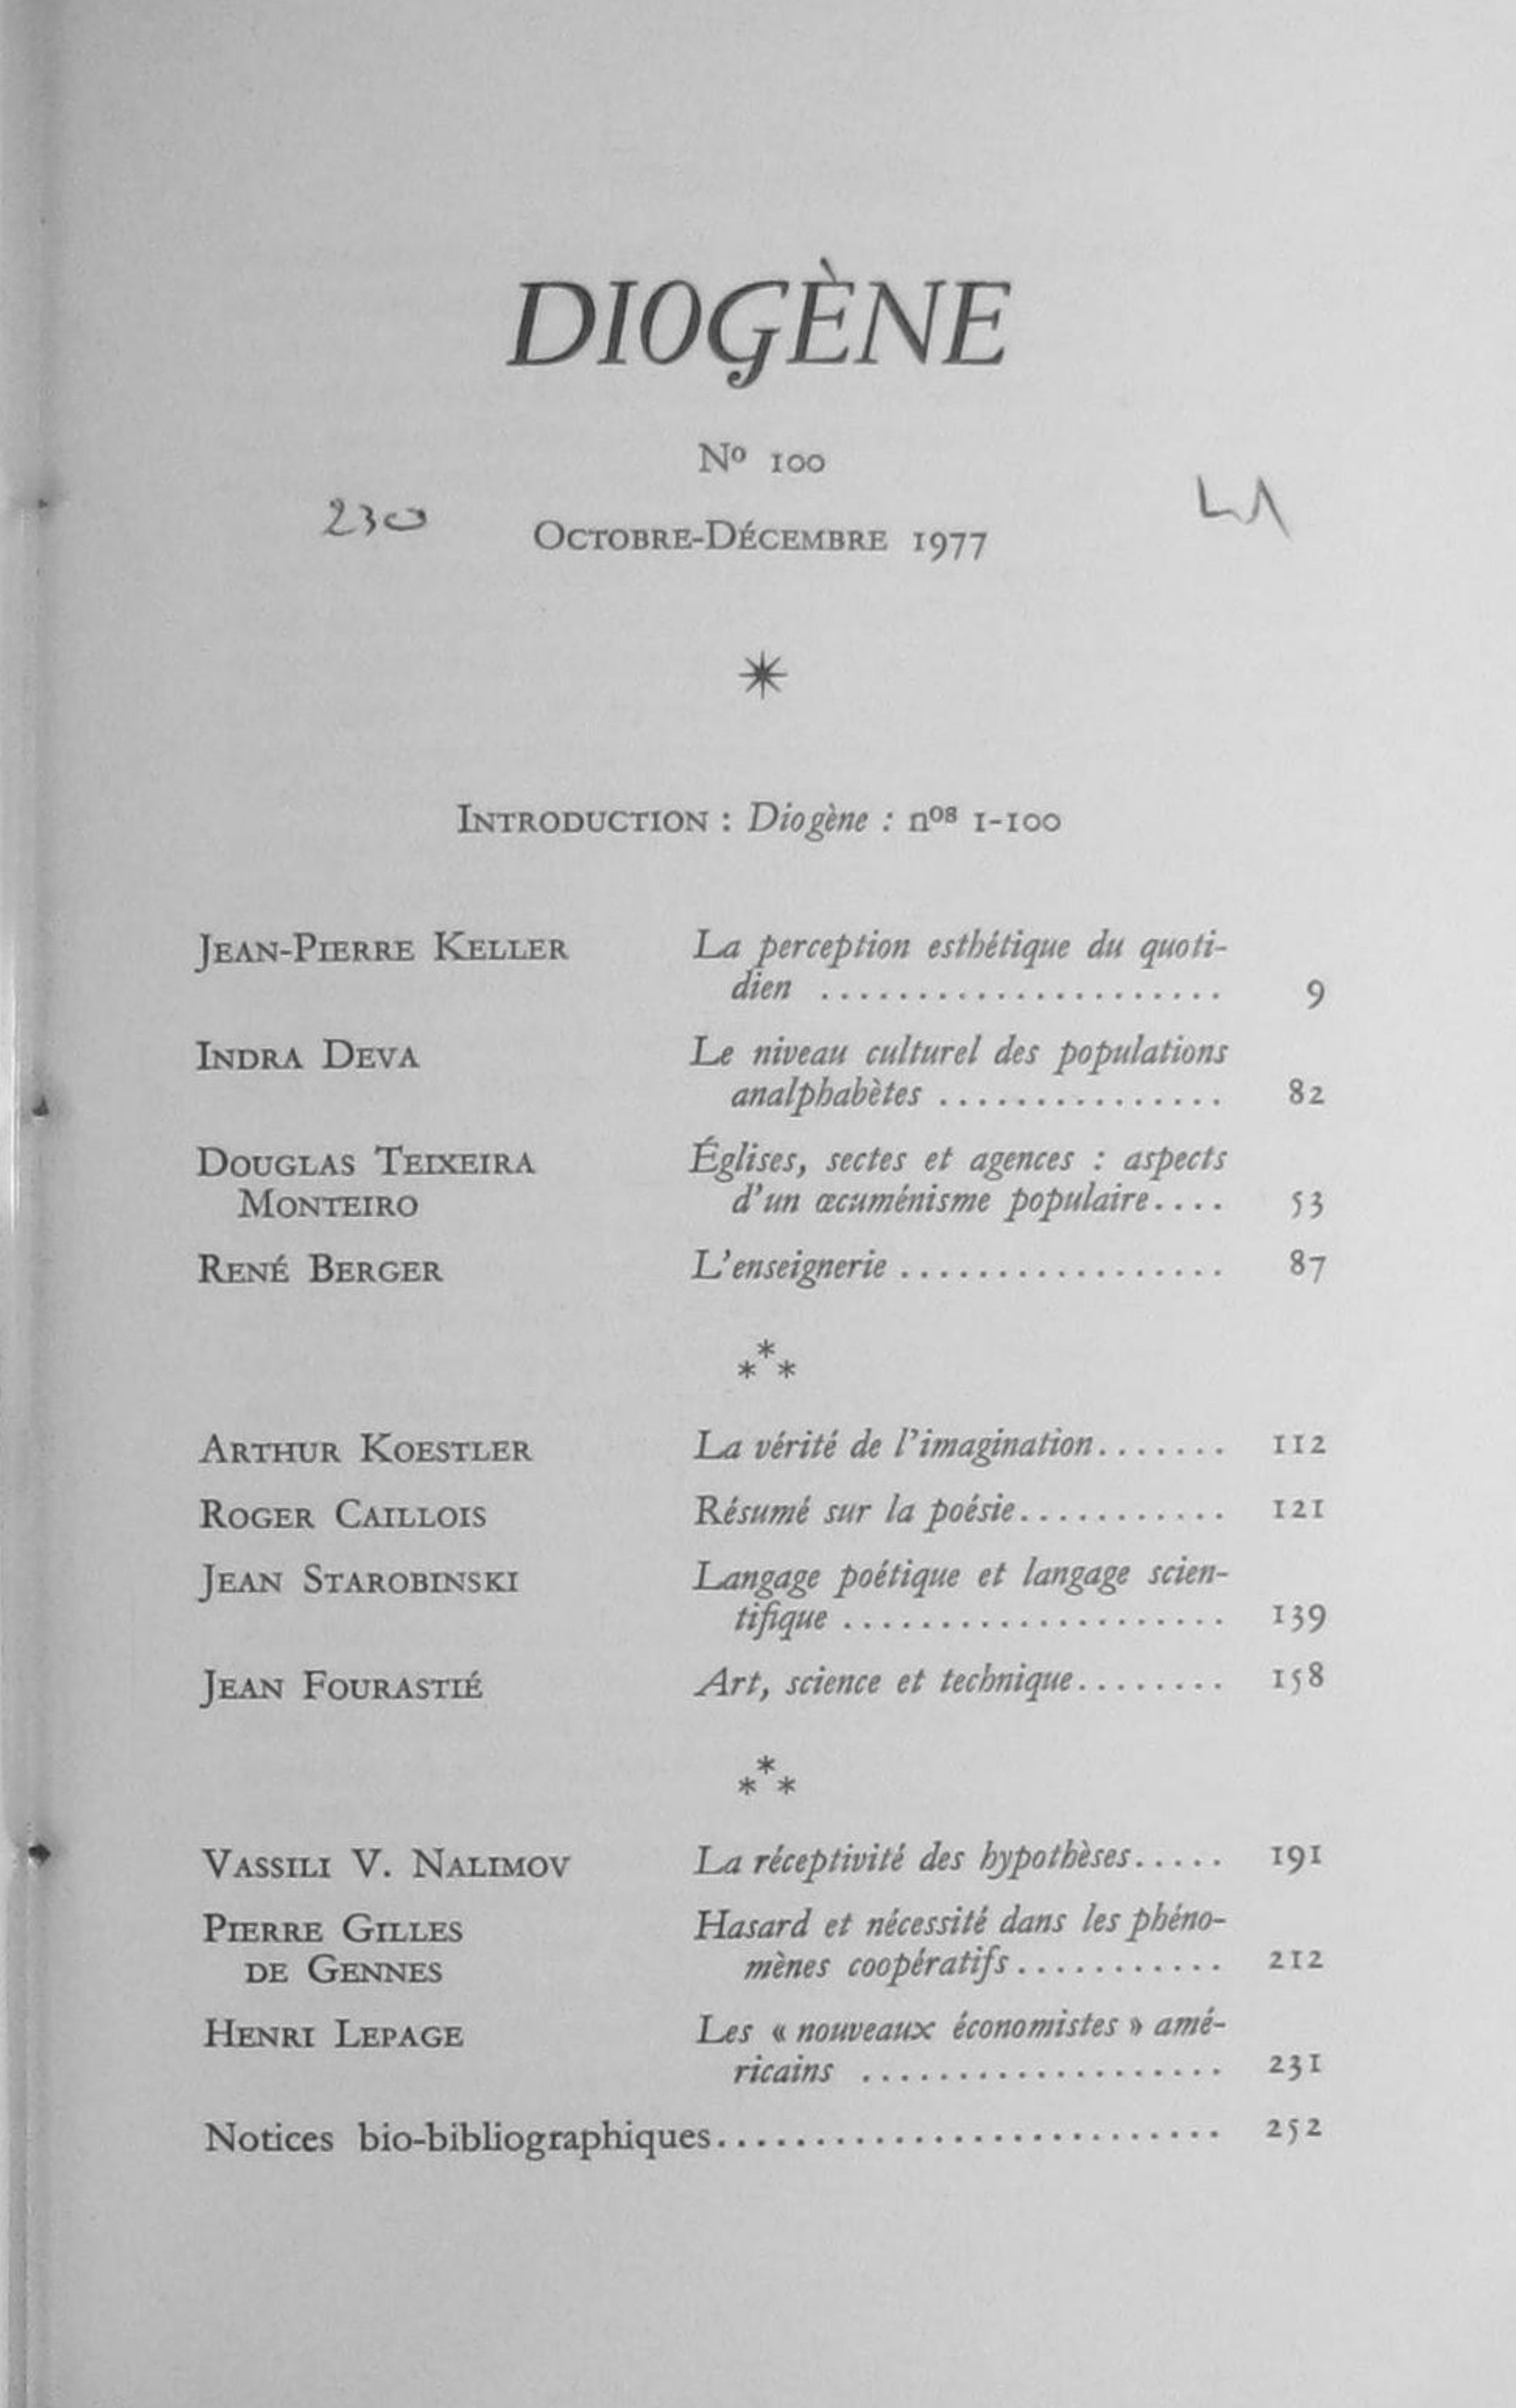 DIOGÈNE
Nº 100
230
OCTOBRE-DÉCEMBRE 1977
INTRODUCTION : Diogène : nos 1-100
JEAN-PIERRE KELLER La perception esthétique du quoti-
dien ..................... 9
INDRA DEVA Le niveau culturel des populations
analphabètes ............... 82
DOUGLAS TEIXEIRA Églises, sectes et agences : aspects
MONTEIRO d'un œcuménisme populaire.... 53
RENÉ BERGER L'enseignerie ................. 87
***
ARTHUR KOESTLER La vérité de l'imagination....... 112
ROGER CAILLOIS Résumé sur la poésie........... 121
JEAN STAROBINSKI Langage poétique et langage scien-
tifique .................... 139
JEAN FOURASTIÉ Art, science et technique........ 158
***
VASSILI V. NALIMOV La réceptivité des hypothèses..... 191
PIERRE GILLES Hasard et nécessité dans les phéno-
DE GENNES mènes coopératifs........... 212
HENRI LEPAGE Les « nouveaux économistes » amé-
ricains ................... 231
Notices bio-bibliographiques.......................... 252